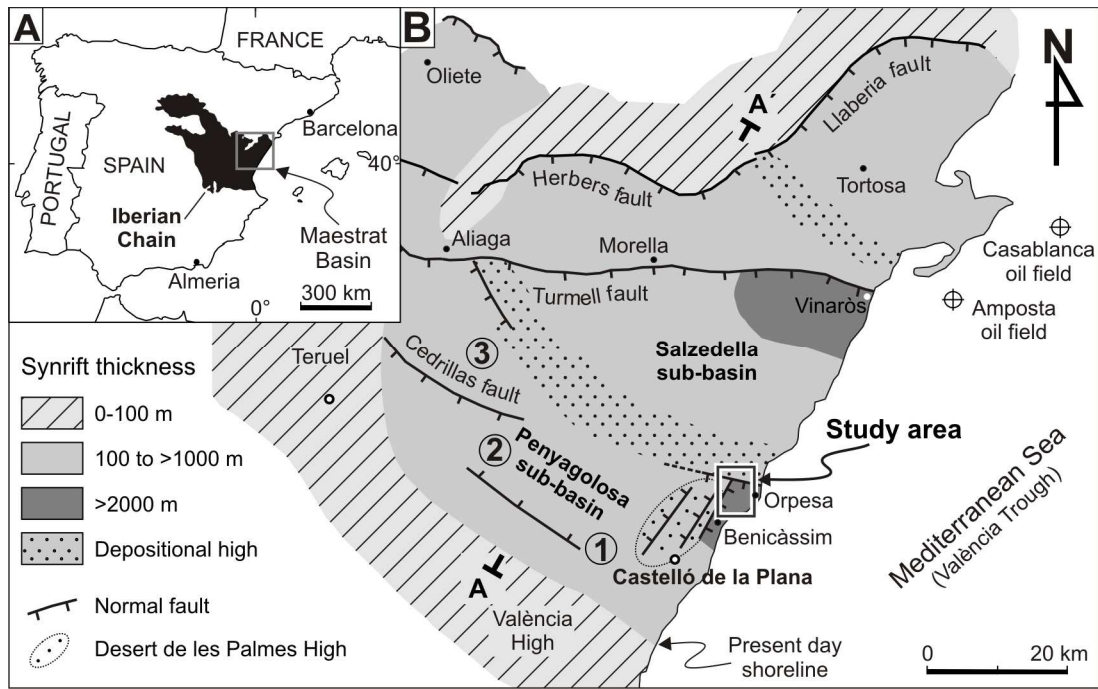 A
FRANCE
Barcelona
PORTUGAL
SPAIN
40°
Iberian
Chain
Maestrat
Basin
Almeria
0°
300 km
B
Oliete
N
A´
Llaberia fault
Herbers fault
Tortosa
Aliaga
Morella
Casablanca
oil field
Turmell fault
Vinaròs
Amposta
oil field
Teruel
Cedrillas fault
3
Salzedella
sub-basin
Synrift thickness
0-100 m
100 to >1000 m
>2000 m
Depositional high
Normal fault
Desert de les Palmes High
2
Penyagolosa
sub-basin
Study area
Orpesa
Benicàssim
1
Castelló de la Plana
A
València
High
Mediterranean Sea
(València Trough)
Present day
shoreline
0
20 km